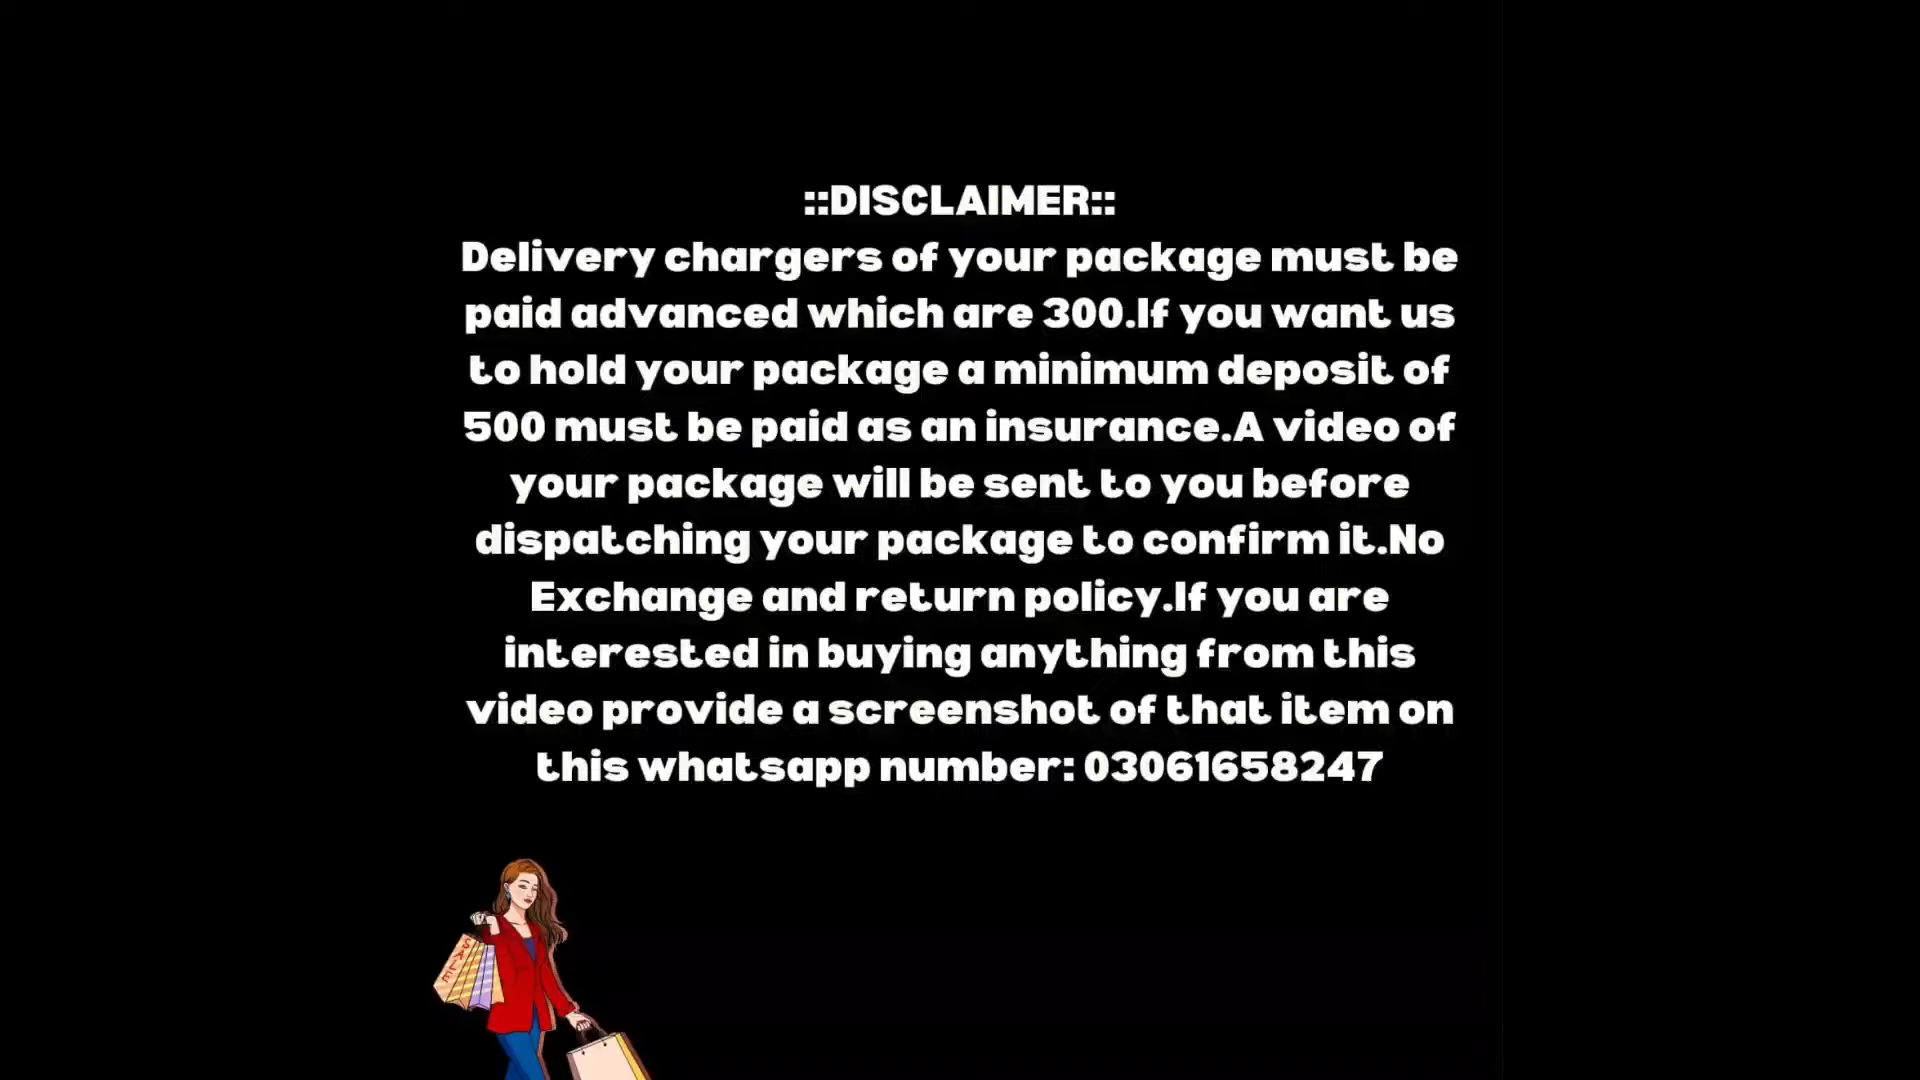 ::DISCLAIMER::
Delivery chargers of your package must be
paid advanced which are 300.If you want us
to hold your package a minimum deposit of
500 must be paid as an insurance.A video of
your package will be sent to you before
dispatching your package to confirm it.No
Exchange and return policy.If you are
interested in buying anything from this
video provide a screenshot of that item on
this whatsapp number: 03061658247
SALE